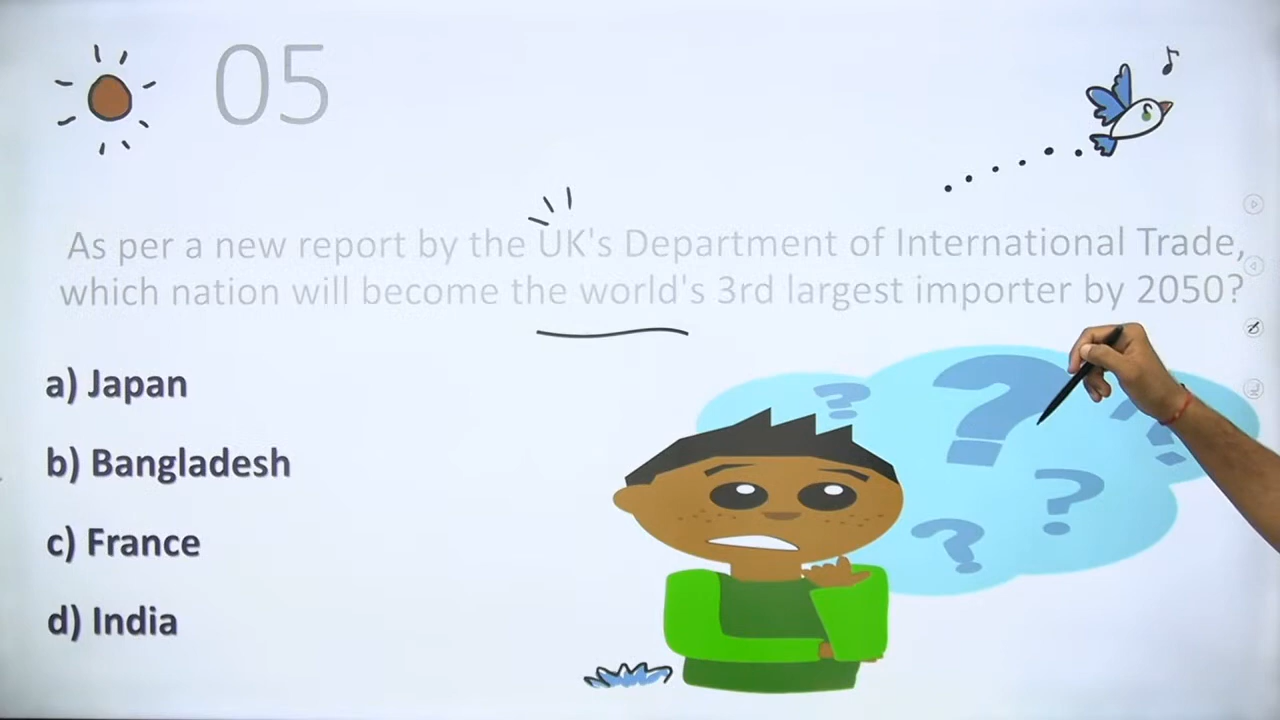 05
As per a new report by the UK's Department of International Trade,
which nation will become the world's 3rd largest importer by 2050?
a) Japan
b) Bangladesh
c) France
d) India